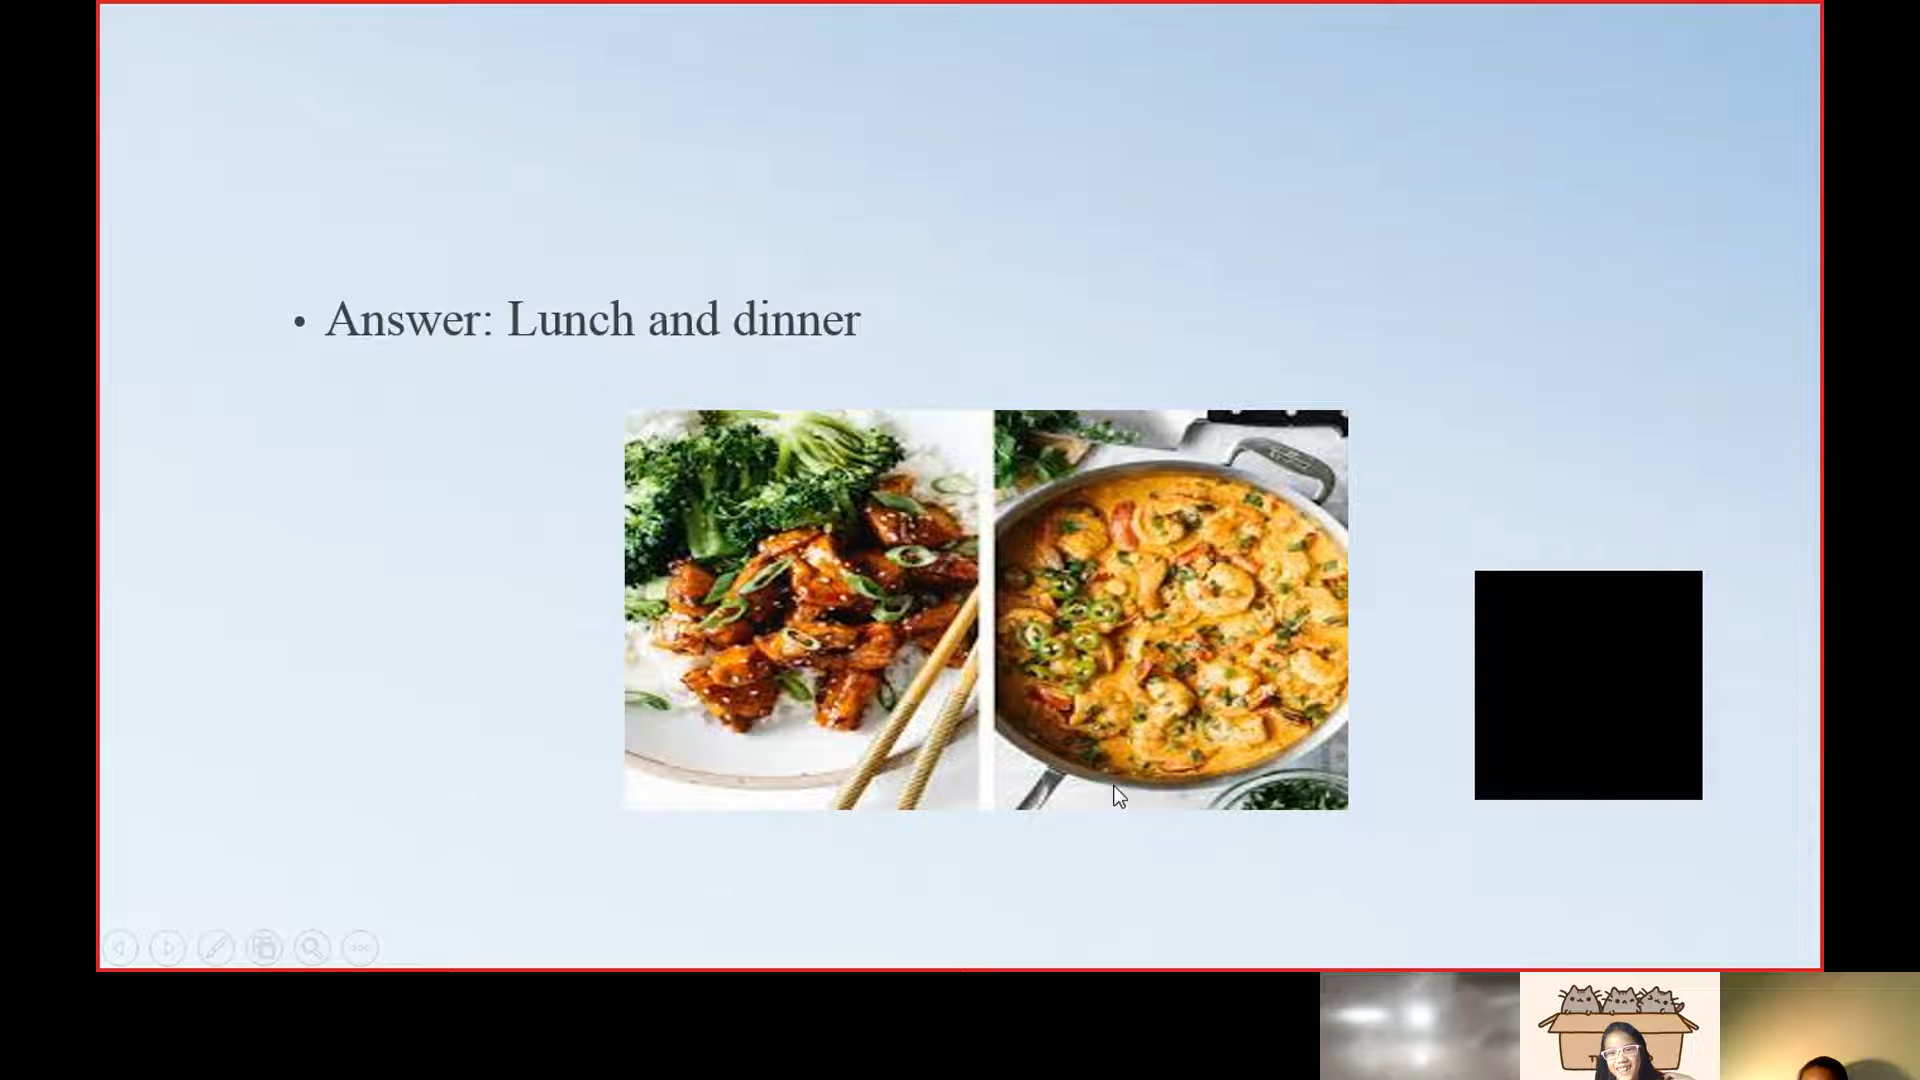 • Answer: Lunch and dinner